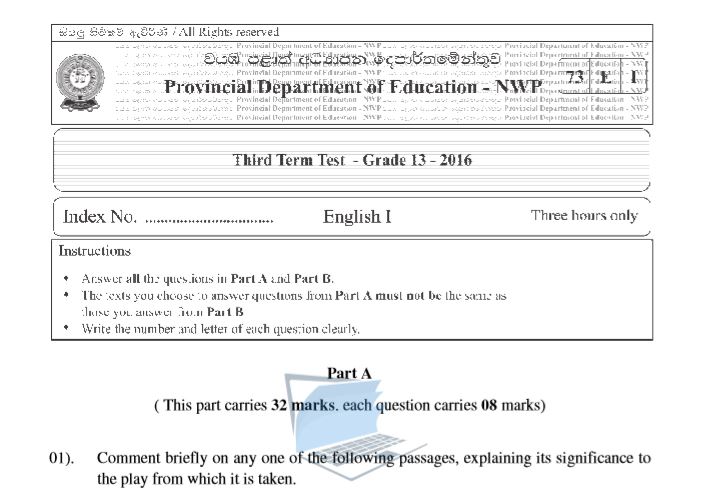 සියලු හිමිකම් ඇවිරිණි / All Rights reserved
වයඹ පළාත් අධ්‍යාපන දෙපාර්තමේන්තුව
Provincial Department of Education - NWP 73 E I
Third Term Test - Grade 13 - 2016
Index No. ................................. English I Three hours only
Instructions
• Answer all the questions in Part A and Part B.
• The texts you choose to answer questions from Part A must not be the same as
those you answer from Part B
• Write the number and letter of each question clearly.
Part A
( This part carries 32 marks. each question carries 08 marks)
01). Comment briefly on any one of the following passages, explaining its significance to
the play from which it is taken.